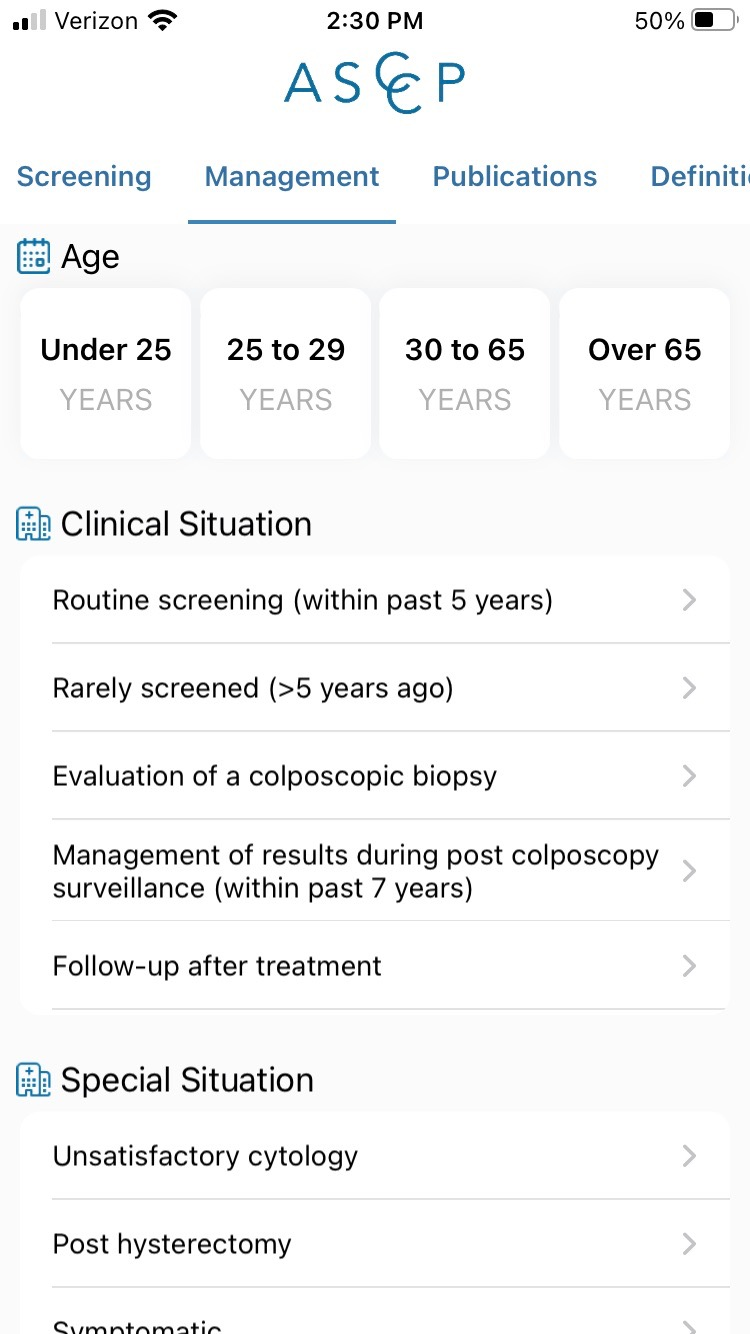 Verizon 2:30 PM 50%
ASCCP
Screening Management Publications Definiti
Age
Under 25 25 to 29 30 to 65 Over 65
YEARS YEARS YEARS YEARS
Clinical Situation
Routine screening (within past 5 years)
Rarely screened (>5 years ago)
Evaluation of a colposcopic biopsy
Management of results during post colposcopy
surveillance (within past 7 years)
Follow-up after treatment
Special Situation
Unsatisfactory cytology
Post hysterectomy
Symptomatic